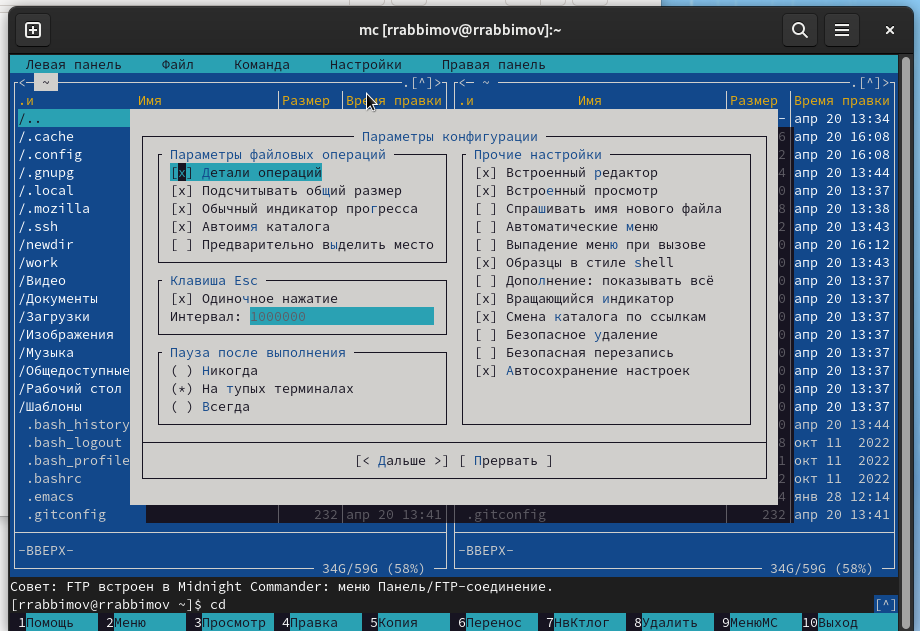 mc [rrabbimov@rrabbimov]:~
Левая панель Файл Команда Настройки Правая панель
<— ~ .[^]> <— ~ .[^]>
.и Имя Размер Время правки .и Имя Размер Время правки
/.. апр 20 13:34
/.cache апр 20 16:08
/.config апр 20 16:08
/.gnupg апр 20 13:44
/.local апр 20 13:37
/.mozilla апр 20 13:38
/.ssh апр 20 13:43
/newdir апр 20 16:12
/work апр 20 13:43
/Видео апр 20 13:37
/Документы апр 20 13:37
/Загрузки апр 20 13:37
/Изображения апр 20 13:37
/Музыка апр 20 13:37
/Общедоступные апр 20 13:37
/Рабочий стол апр 20 13:37
/Шаблоны апр 20 13:37
.bash_history апр 20 13:44
.bash_logout окт 11 2022
.bash_profile окт 11 2022
.bashrc окт 11 2022
.emacs янв 28 12:14
.gitconfig 232 апр 20 13:41 .gitconfig 232 апр 20 13:41
Параметры конфигурации
Параметры файловых операций
[x] Детали операций
[x] Подсчитывать общий размер
[x] Обычный индикатор прогресса
[x] Автоимя каталога
[ ] Предварительно выделить место
Клавиша Esc
[x] Одиночное нажатие
Интервал: 1000000
Пауза после выполнения
( ) Никогда
(*) На тупых терминалах
( ) Всегда
Прочие настройки
[x] Встроенный редактор
[x] Встроенный просмотр
[ ] Спрашивать имя нового файла
[ ] Автоматические меню
[ ] Выпадение меню при вызове
[x] Образцы в стиле shell
[ ] Дополнение: показывать всё
[x] Вращающийся индикатор
[x] Смена каталога по ссылкам
[ ] Безопасное удаление
[ ] Безопасная перезапись
[x] Автосохранение настроек
[< Дальше >] [ Прервать ]
-ВВЕРХ- -ВВЕРХ-
34G/59G (58%) 34G/59G (58%)
Совет: FTP встроен в Midnight Commander: меню Панель/FTP-соединение.
[rrabbimov@rrabbimov ~]$ cd [^]
1Помощь 2Меню 3Просмотр 4Правка 5Копия 6Перенос 7НвКтлог 8Удалить 9МенюМС 10Выход